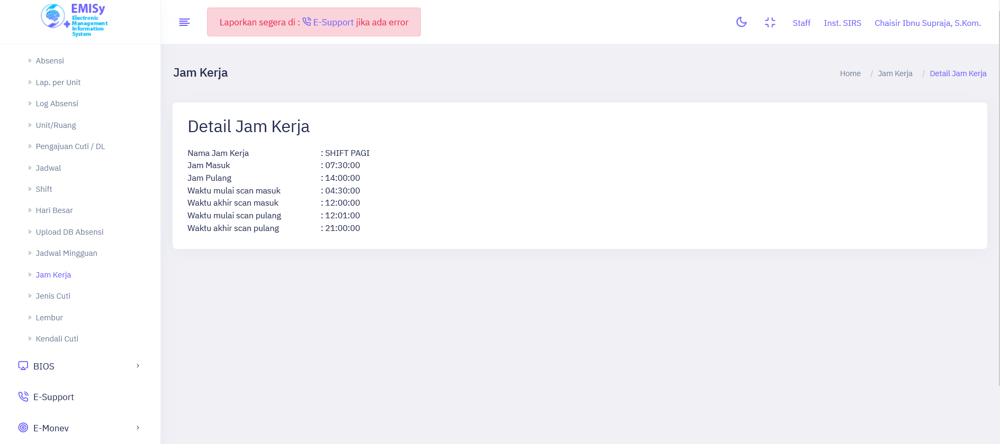 EMISy
Electronic
Management
Information
System
Laporkan segera di : E-Support jika ada error
Staff
Inst. SIRS
Chaisir Ibnu Supraja, S.Kom.
Absensi
Lap. per Unit
Log Absensi
Unit/Ruang
Pengajuan Cuti / DL
Jadwal
Shift
Hari Besar
Upload DB Absensi
Jadwal Mingguan
Jam Kerja
Jenis Cuti
Lembur
Kendali Cuti
BIOS
E-Support
E-Monev
Jam Kerja
Home / Jam Kerja / Detail Jam Kerja
Detail Jam Kerja
Nama Jam Kerja : SHIFT PAGI
Jam Masuk : 07:30:00
Jam Pulang : 14:00:00
Waktu mulai scan masuk : 04:30:00
Waktu akhir scan masuk : 12:00:00
Waktu mulai scan pulang : 12:01:00
Waktu akhir scan pulang : 21:00:00